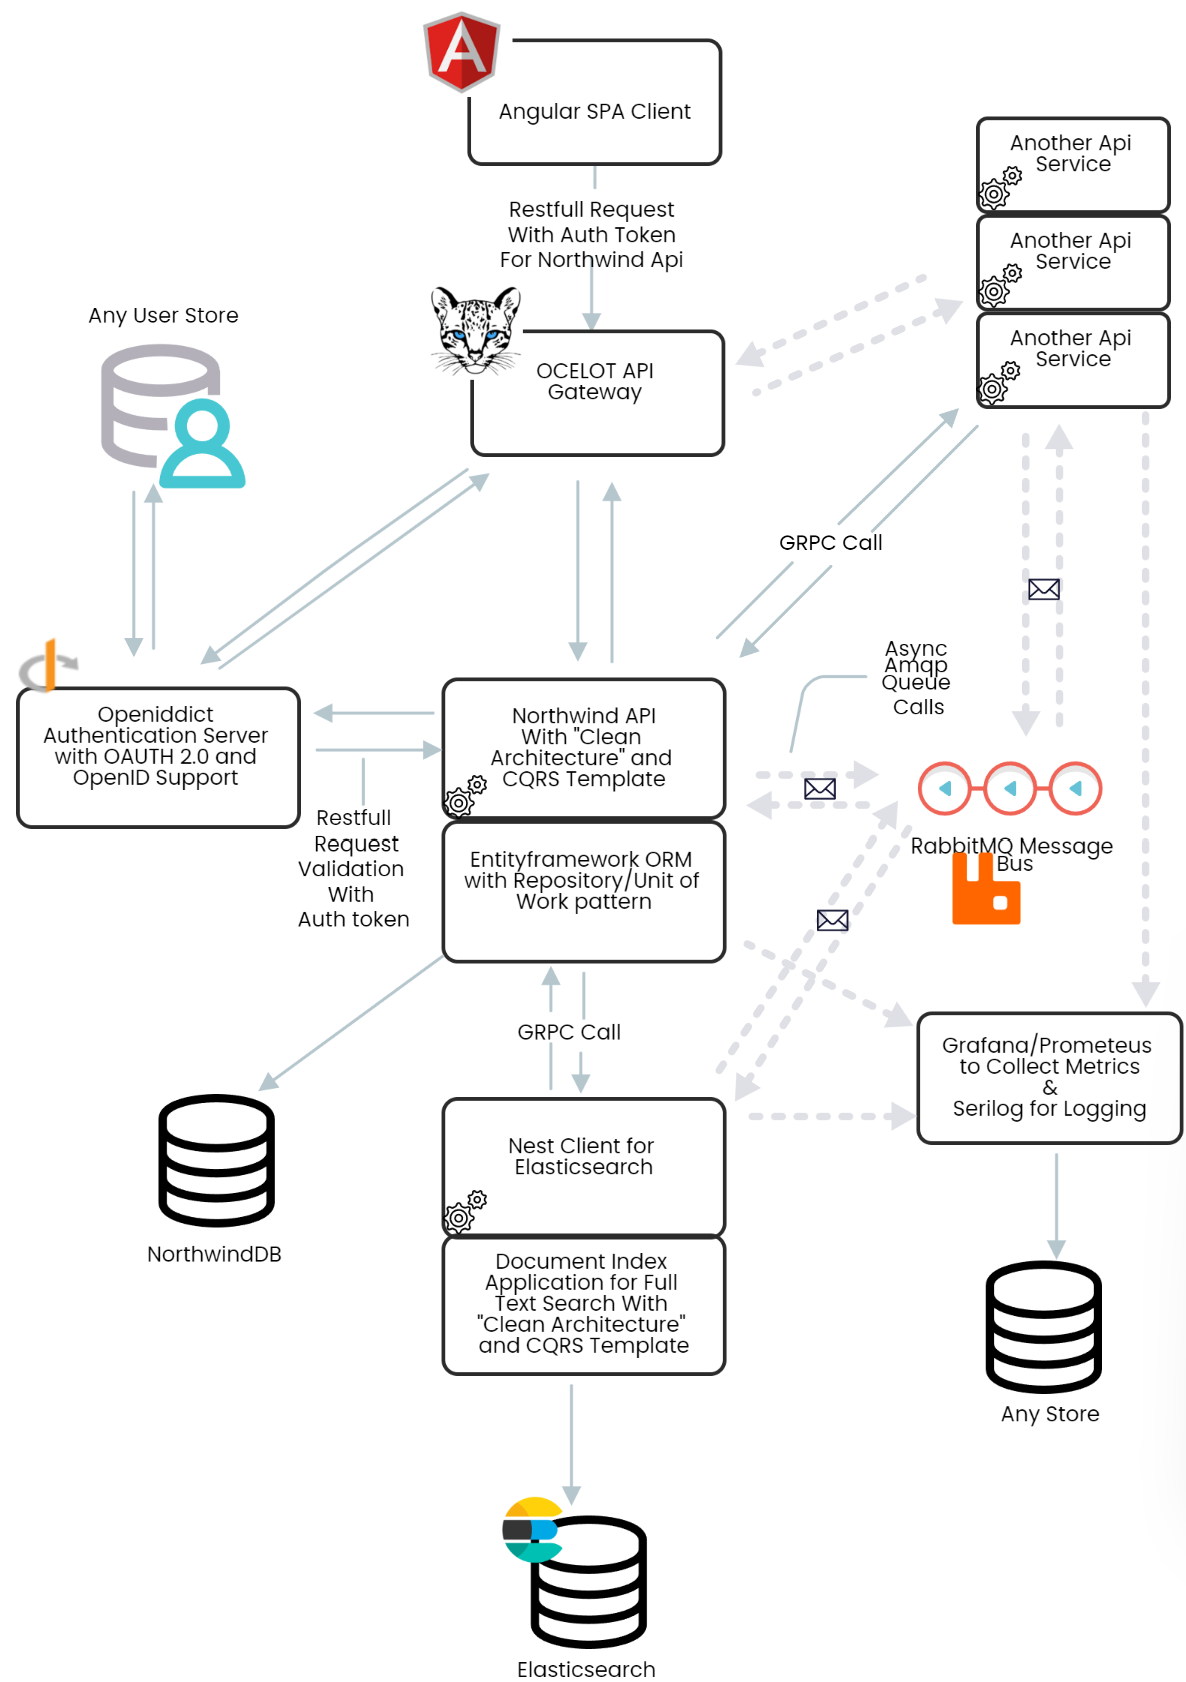 Angular SPA Client
Restfull Request
With Auth Token
For Northwind Api
Another Api
Service
Another Api
Service
Another Api
Service
Any User Store
OCELOT API
Gateway
GRPC Call
Async
Amqp
Queue
Calls
Openiddict
Authentication Server
with OAUTH 2.0 and
OpenID Support
Northwind API
With "Clean
Architecture" and
CQRS Template
Restfull
Request
Validation
With
Auth token
Entityframework ORM
with Repository/Unit of
Work pattern
RabbitMQ Message
Bus
GRPC Call
Grafana/Prometeus
to Collect Metrics
&
Serilog for Logging
Nest Client for
Elasticsearch
NorthwindDB
Document Index
Application for Full
Text Search With
"Clean Architecture"
and CQRS Template
Any Store
Elasticsearch